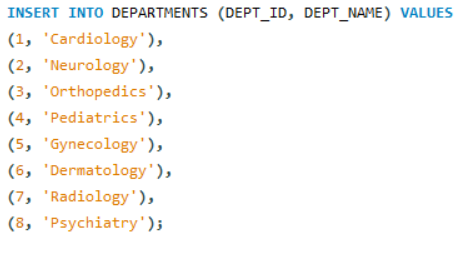 INSERT INTO DEPARTMENTS (DEPT_ID, DEPT_NAME) VALUES
(1, 'Cardiology'),
(2, 'Neurology'),
(3, 'Orthopedics'),
(4, 'Pediatrics'),
(5, 'Gynecology'),
(6, 'Dermatology'),
(7, 'Radiology'),
(8, 'Psychiatry');